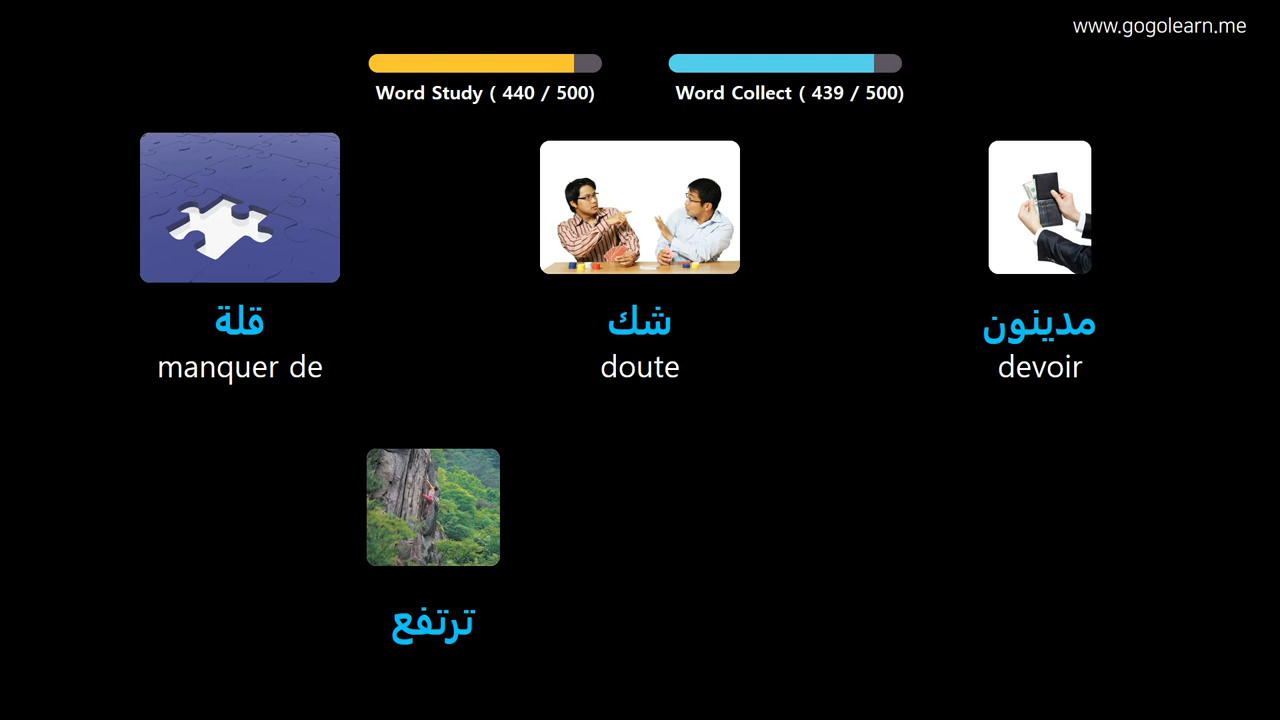 www.gogolearn.me
Word Study ( 440 / 500)
Word Collect ( 439 / 500)
قلة
manquer de
شك
doute
مدينون
devoir
ترتفع